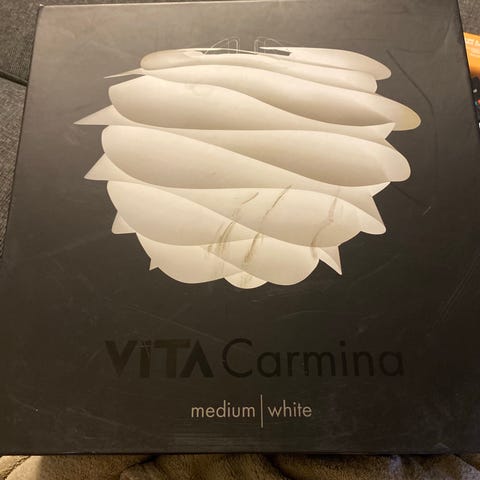 VITA Carmina
medium | white